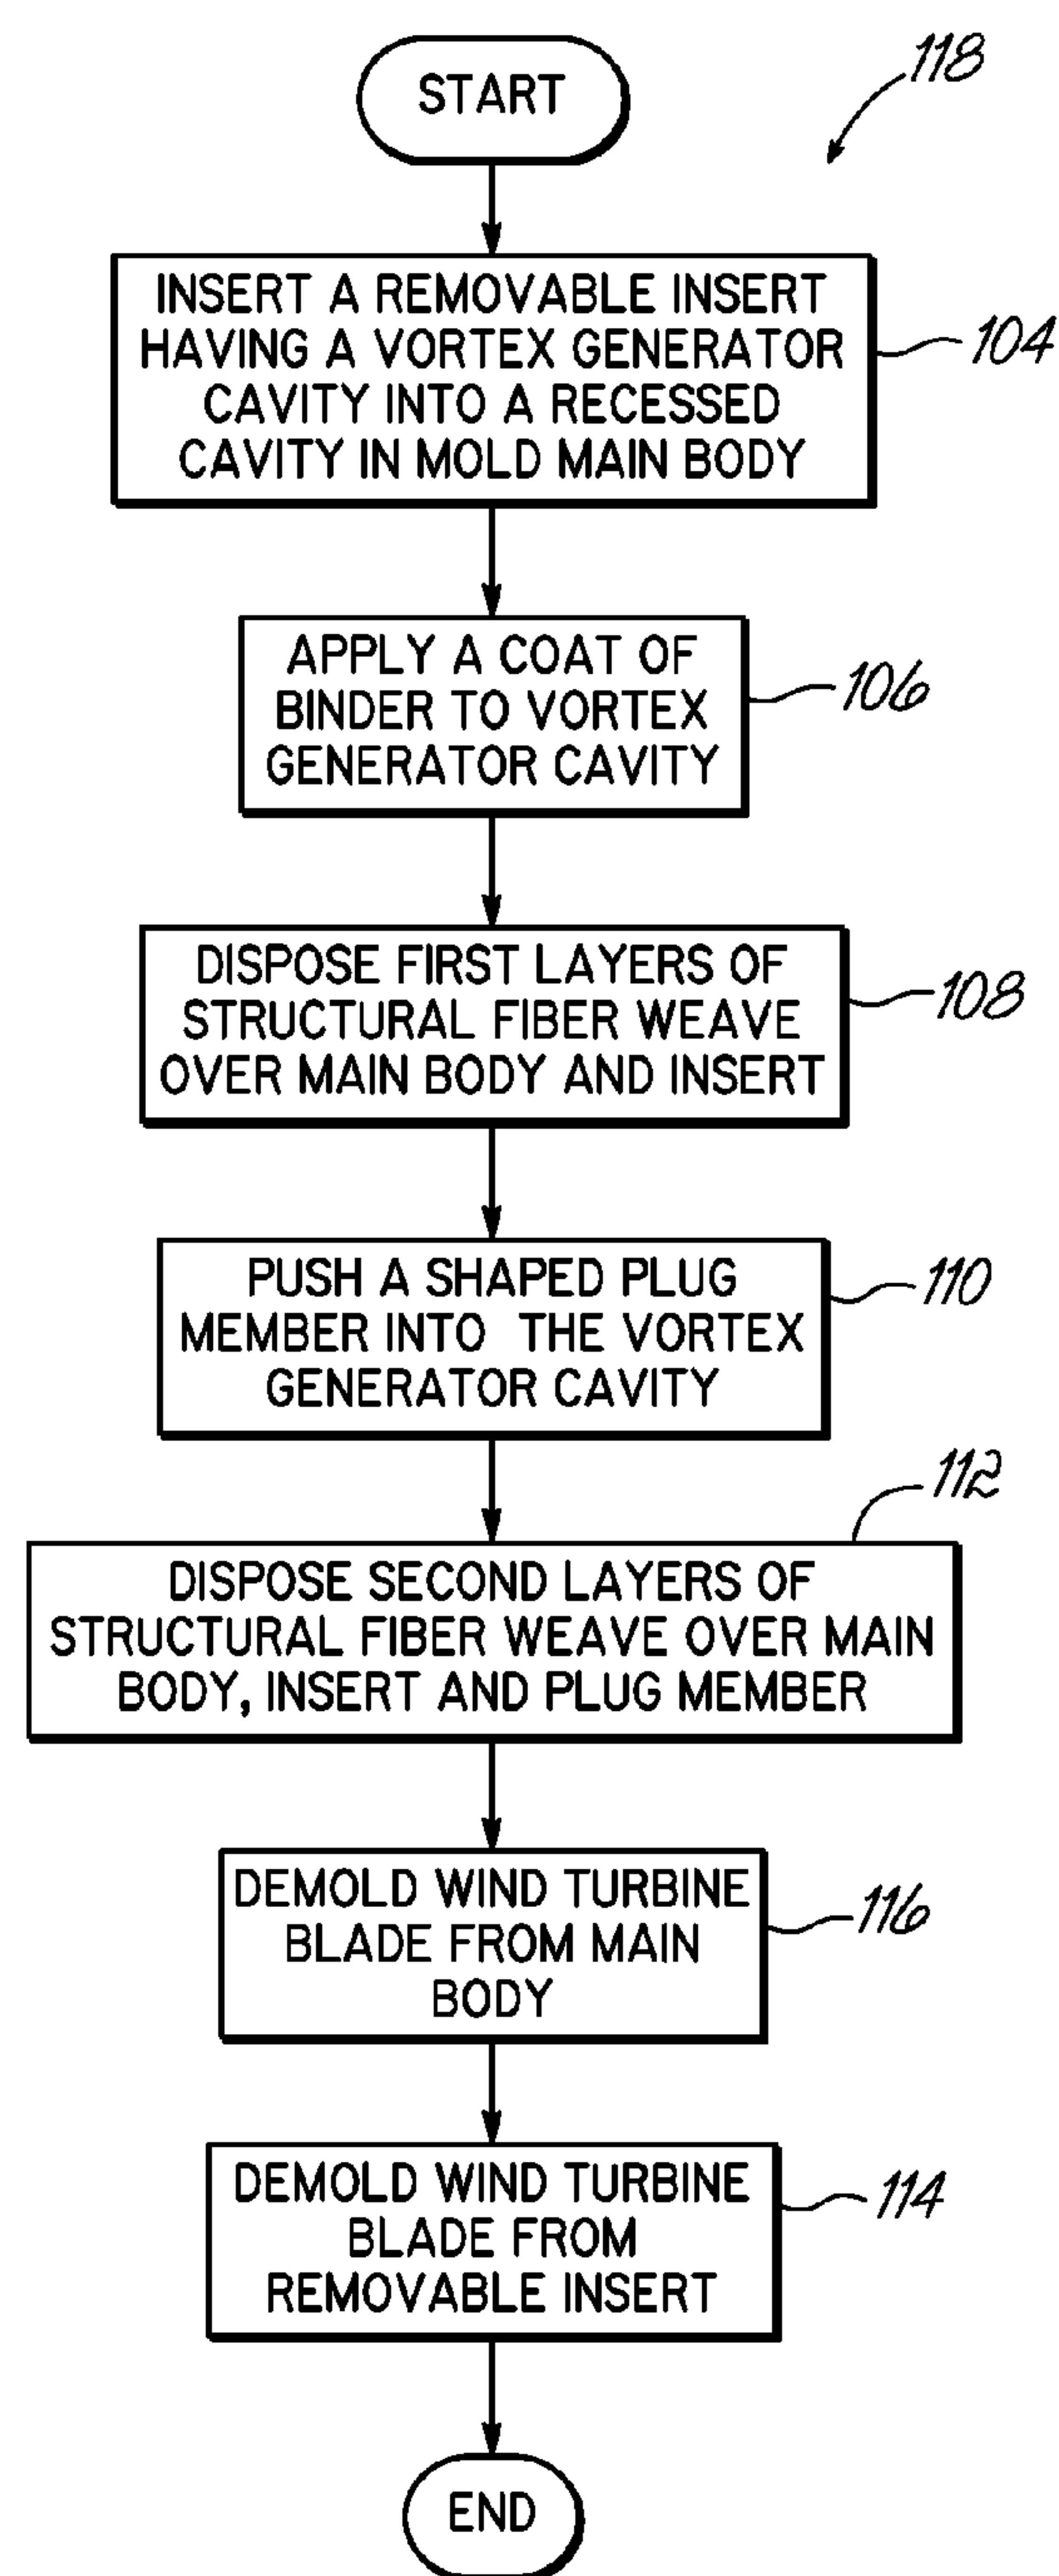 START
118
INSERT A REMOVABLE INSERT
HAVING A VORTEX GENERATOR
CAVITY INTO A RECESSED
CAVITY IN MOLD MAIN BODY
104
APPLY A COAT OF
BINDER TO VORTEX
GENERATOR CAVITY
106
DISPOSE FIRST LAYERS OF
STRUCTURAL FIBER WEAVE
OVER MAIN BODY AND INSERT
108
PUSH A SHAPED PLUG
MEMBER INTO THE VORTEX
GENERATOR CAVITY
110
DISPOSE SECOND LAYERS OF
STRUCTURAL FIBER WEAVE OVER MAIN
BODY, INSERT AND PLUG MEMBER
112
DEMOLD WIND TURBINE
BLADE FROM MAIN
BODY
116
DEMOLD WIND TURBINE
BLADE FROM
REMOVABLE INSERT
114
END